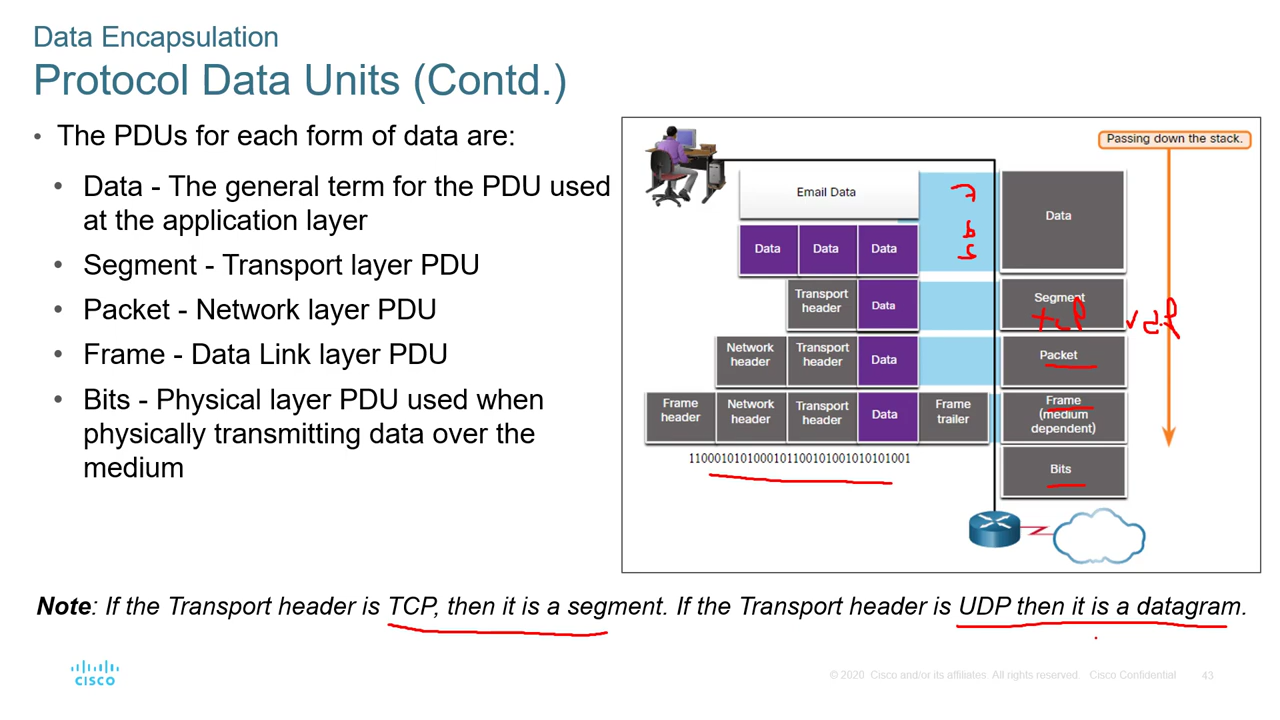 Data Encapsulation
Protocol Data Units (Contd.)
• The PDUs for each form of data are:
• Data - The general term for the PDU used
at the application layer
• Segment - Transport layer PDU
• Packet - Network layer PDU
• Frame - Data Link layer PDU
• Bits - Physical layer PDU used when
physically transmitting data over the
medium
Passing down the stack.
Email Data
7
Data
Data Data Data
6
5
Transport
header
Data
Segment
tcp
udp
Network
header
Transport
header
Data
Packet
Frame
header
Network
header
Transport
header
Data
Frame
trailer
Frame
(medium
dependent)
1100010101000101100101001010101001
Bits
Note: If the Transport header is TCP, then it is a segment. If the Transport header is UDP then it is a datagram.
CISCO
© 2020 Cisco and/or its affiliates. All rights reserved. Cisco Confidential
43